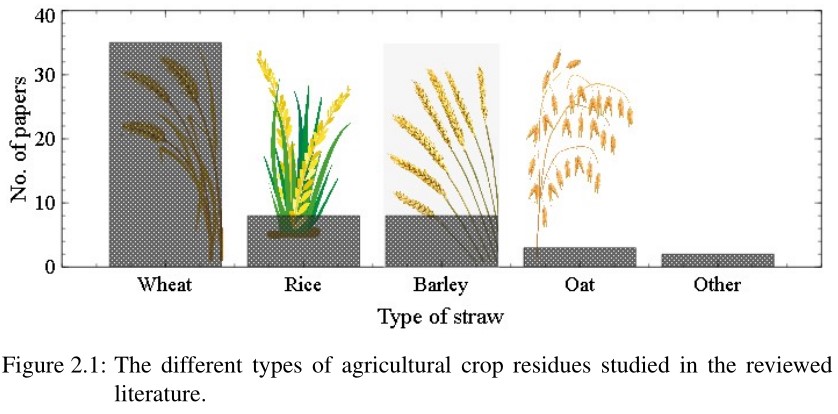 40
30
20
10
0
No. of papers
Wheat Rice Barley Oat Other
Type of straw
Figure 2.1: The different types of agricultural crop residues studied in the reviewed
literature.